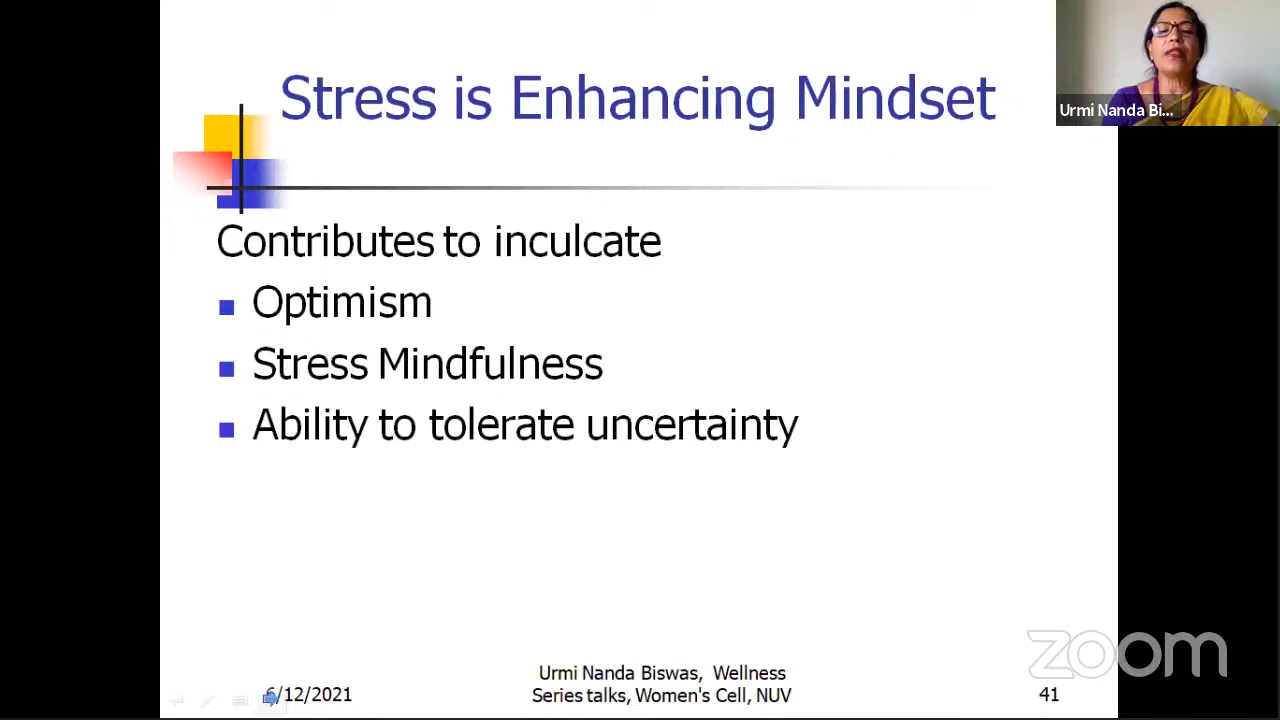 Stress is Enhancing Mindset
Urmi Nanda Bi...
Contributes to inculcate
Optimism
Stress Mindfulness
Ability to tolerate uncertainty
zoom
Urmi Nanda Biswas, Wellness
6/12/2021 Series talks, Women's Cell, NUV 41